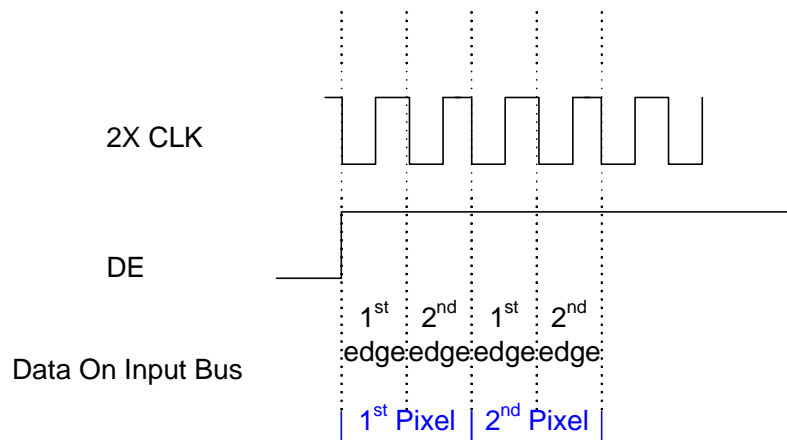 2X CLK
DE
1st 2nd 1st 2nd
edge edge edge edge
Data On Input Bus
1st Pixel 2nd Pixel